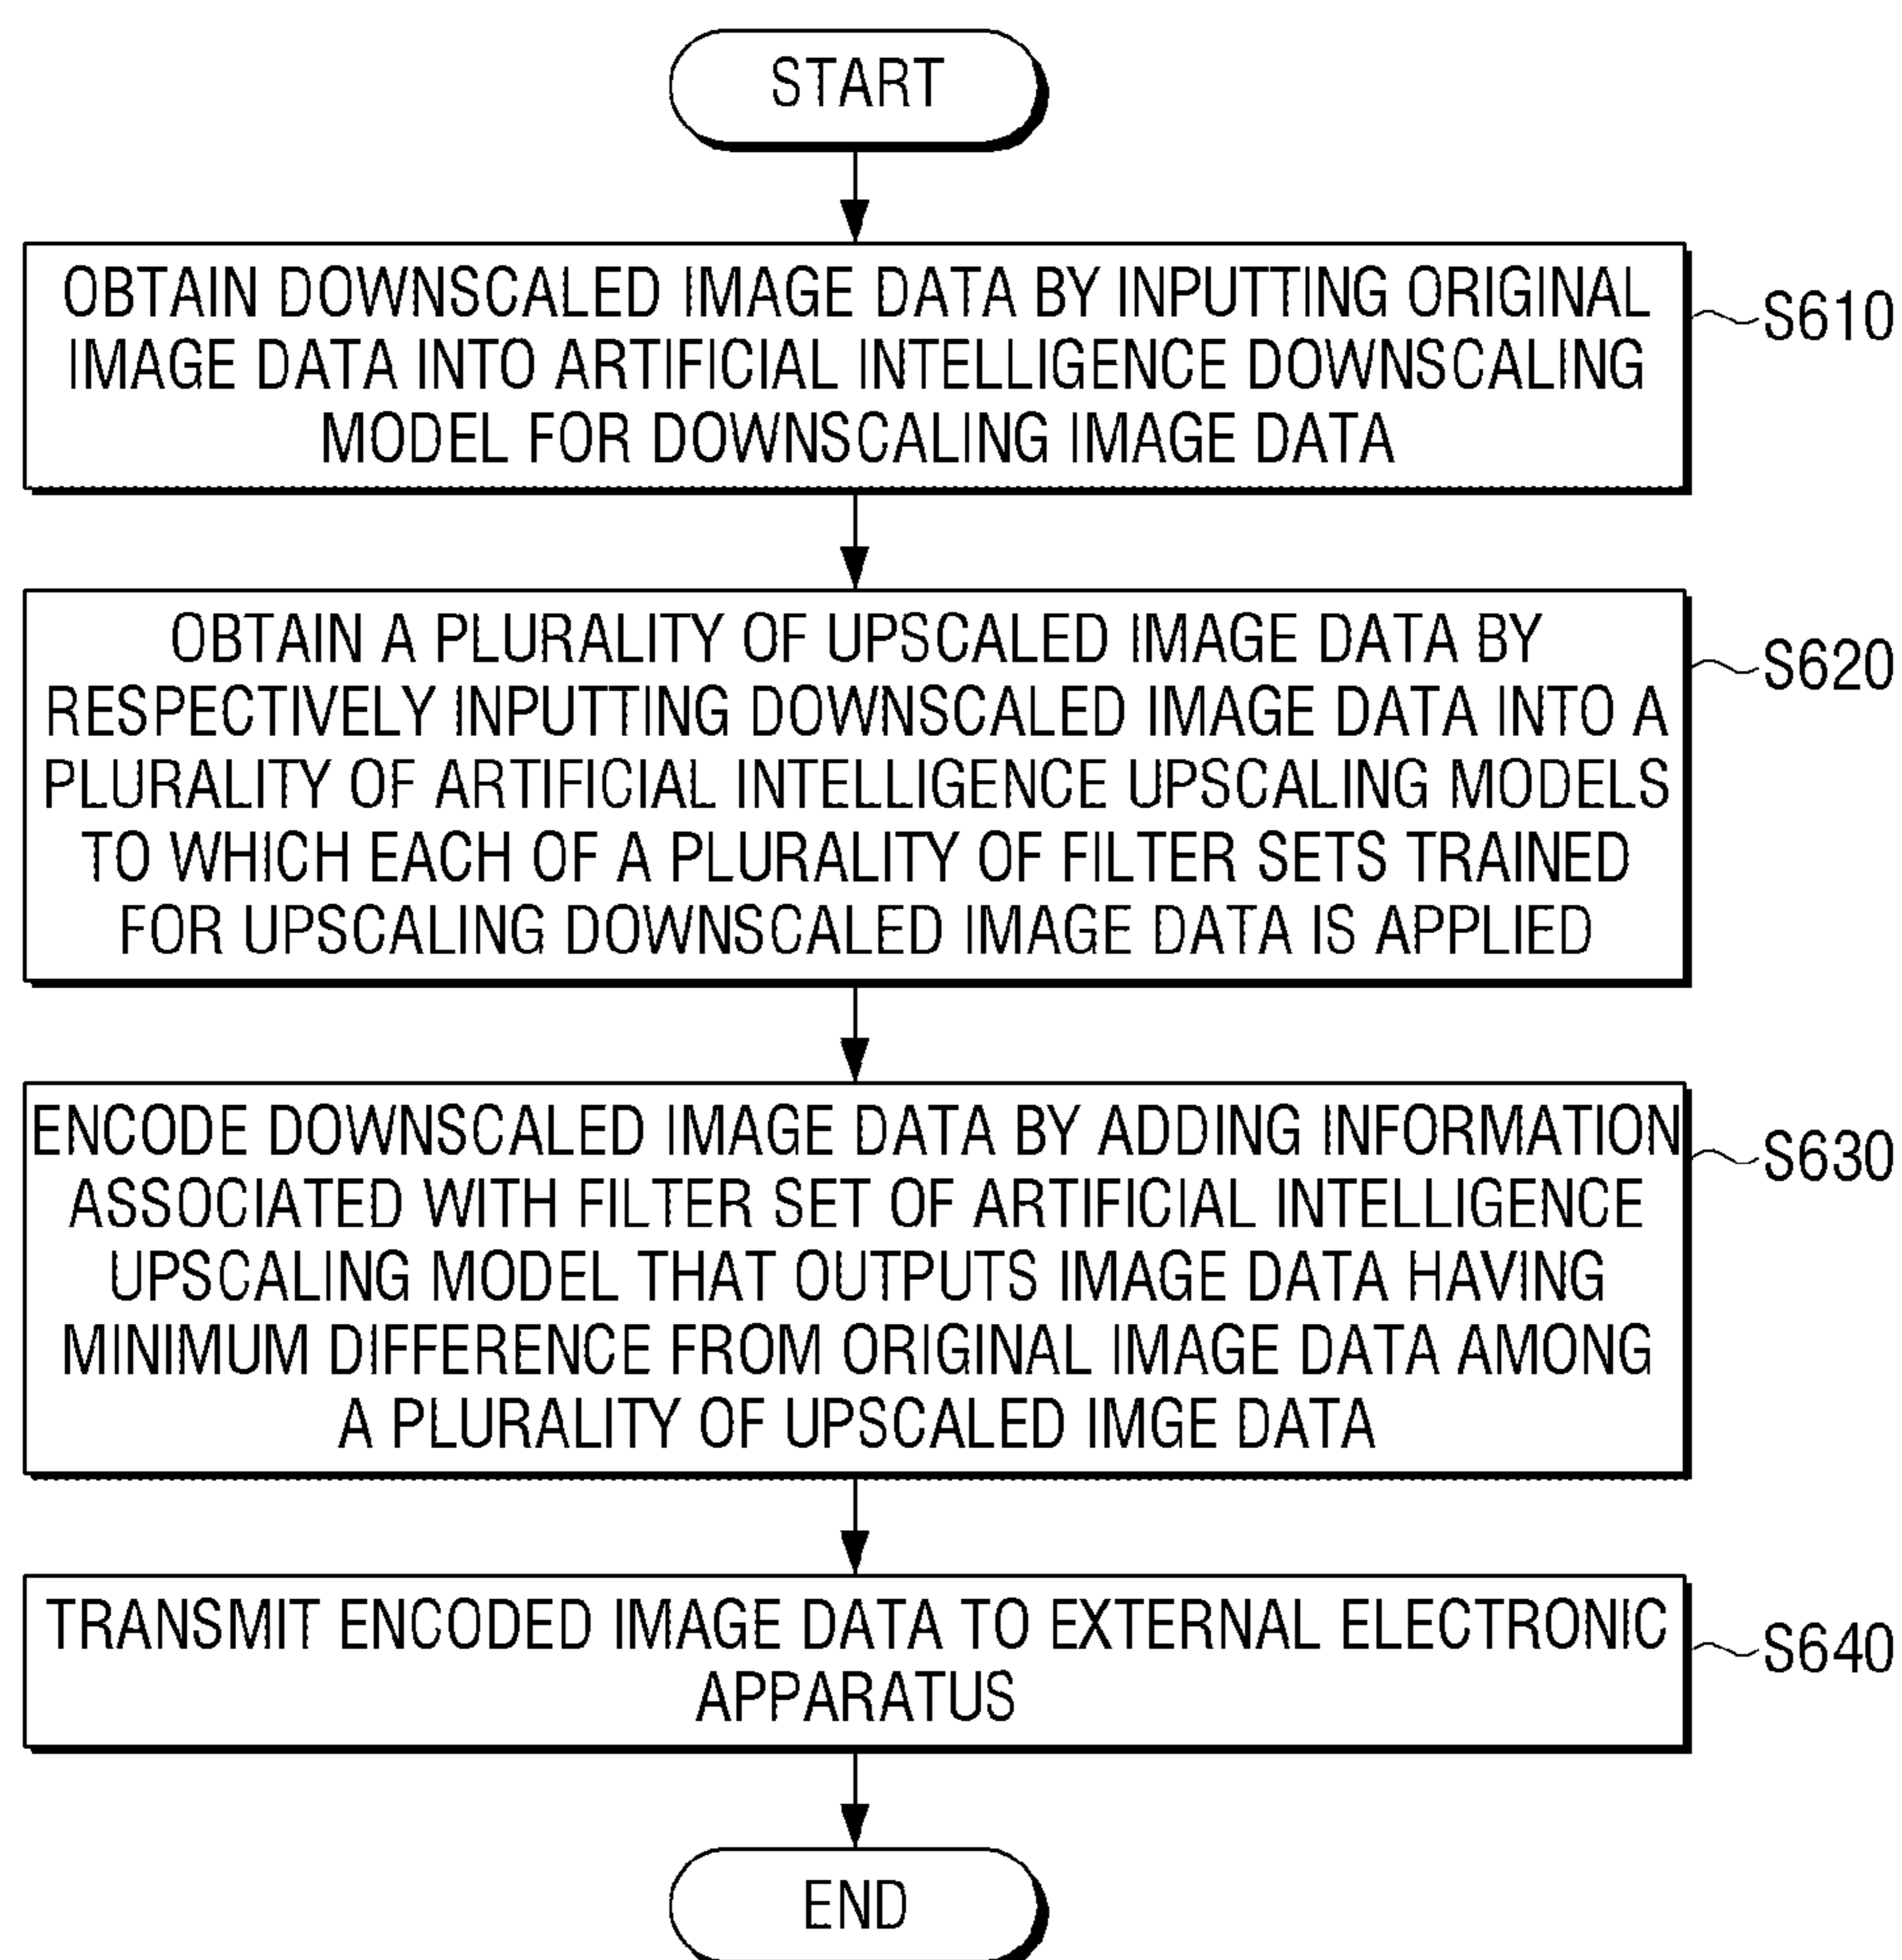 START
OBTAIN DOWNSCALED IMAGE DATA BY INPUTTING ORIGINAL
IMAGE DATA INTO ARTIFICIAL INTELLIGENCE DOWNSCALING
MODEL FOR DOWNSCALING IMAGE DATA
S610
OBTAIN A PLURALITY OF UPSCALED IMAGE DATA BY
RESPECTIVELY INPUTTING DOWNSCALED IMAGE DATA INTO A
PLURALITY OF ARTIFICIAL INTELLIGENCE UPSCALING MODELS
TO WHICH EACH OF A PLURALITY OF FILTER SETS TRAINED
FOR UPSCALING DOWNSCALED IMAGE DATA IS APPLIED
S620
ENCODE DOWNSCALED IMAGE DATA BY ADDING INFORMATION
ASSOCIATED WITH FILTER SET OF ARTIFICIAL INTELLIGENCE
UPSCALING MODEL THAT OUTPUTS IMAGE DATA HAVING
MINIMUM DIFFERENCE FROM ORIGINAL IMAGE DATA AMONG
A PLURALITY OF UPSCALED IMGE DATA
S630
TRANSMIT ENCODED IMAGE DATA TO EXTERNAL ELECTRONIC
APPARATUS
S640
END